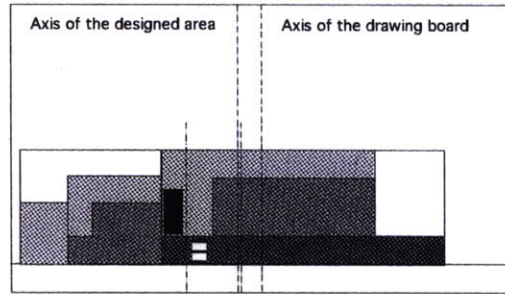 Axis of the designed area
Axis of the drawing board